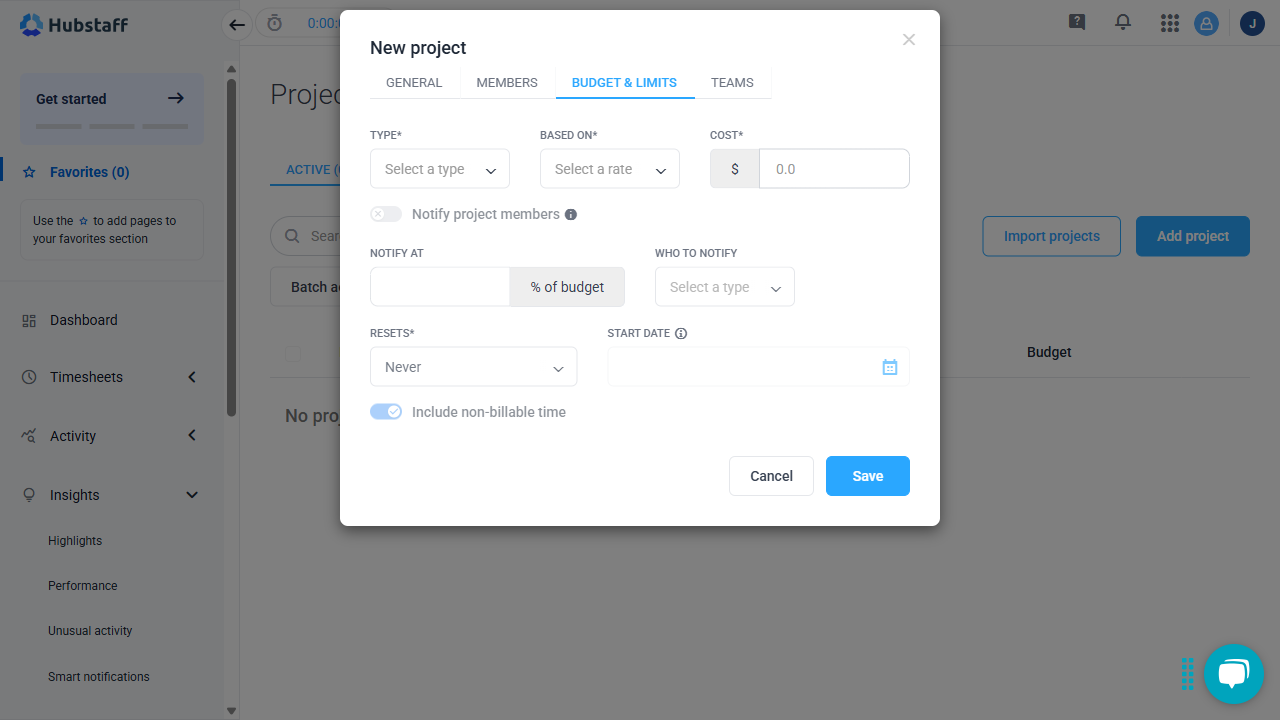 Hubstaff
0:00:
J
Get started
Favorites (0)
Use the to add pages to
your favorites section
Dashboard
Timesheets
Activity
Insights
Highlights
Performance
Unusual activity
Smart notifications
Projec
ACTIVE (
Sear
Import projects
Add project
Batch a
Budget
No pro
New project
GENERAL
MEMBERS
BUDGET & LIMITS
TEAMS
TYPE*
BASED ON*
COST*
Select a type
Select a rate
$
0.0
Notify project members
NOTIFY AT
WHO TO NOTIFY
% of budget
Select a type
RESETS*
START DATE
Never
Include non-billable time
Cancel
Save